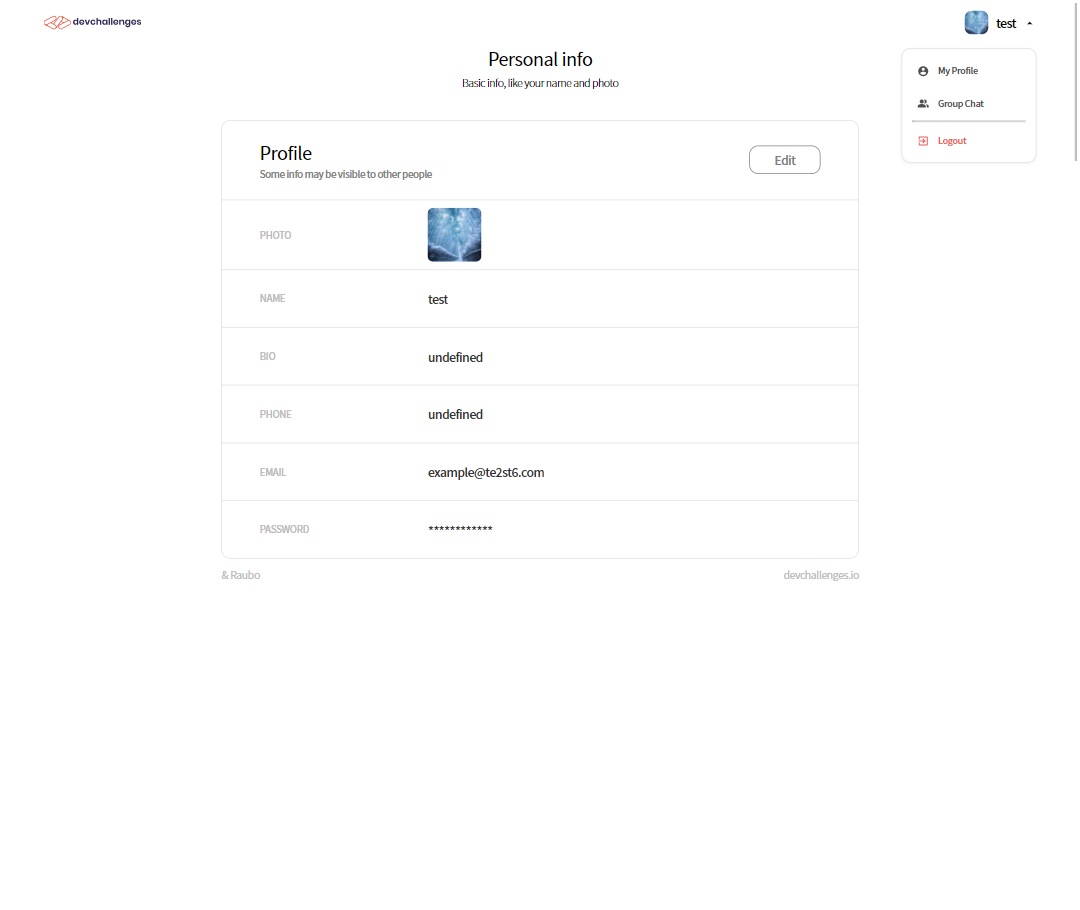 devchallenges
test
Personal info
Basic info, like your name and photo
My Profile
Group Chat
Logout
Profile
Some info may be visible to other people
Edit
PHOTO
NAME
test
BIO
undefined
PHONE
undefined
EMAIL
example@te2st6.com
PASSWORD
************
& Raubo
devchallenges.io